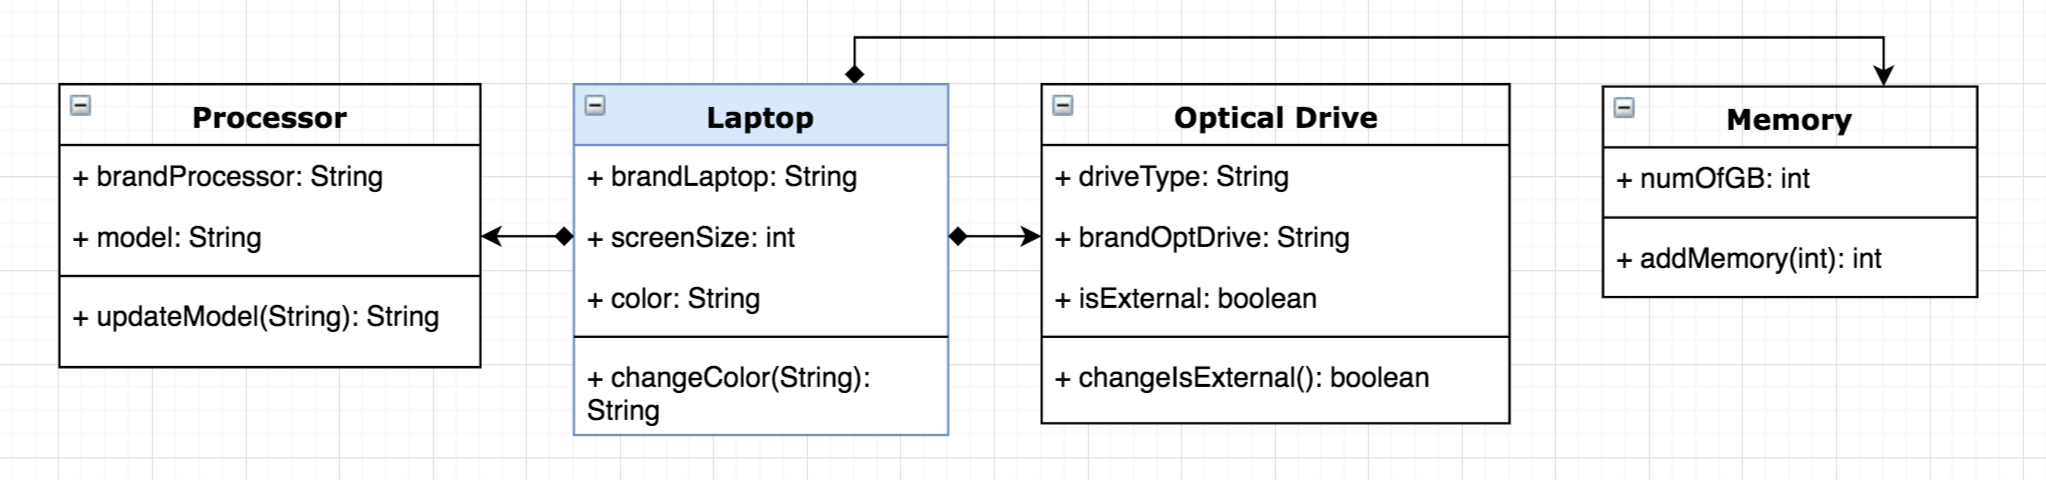 Processor
+ brandProcessor: String
+ model: String
+ updateModel(String): String
Laptop
+ brandLaptop: String
+ screenSize: int
+ color: String
+ changeColor(String):
String
Optical Drive
+ driveType: String
+ brandOptDrive: String
+ isExternal: boolean
+ changeIsExternal(): boolean
Memory
+ numOfGB: int
+ addMemory(int): int